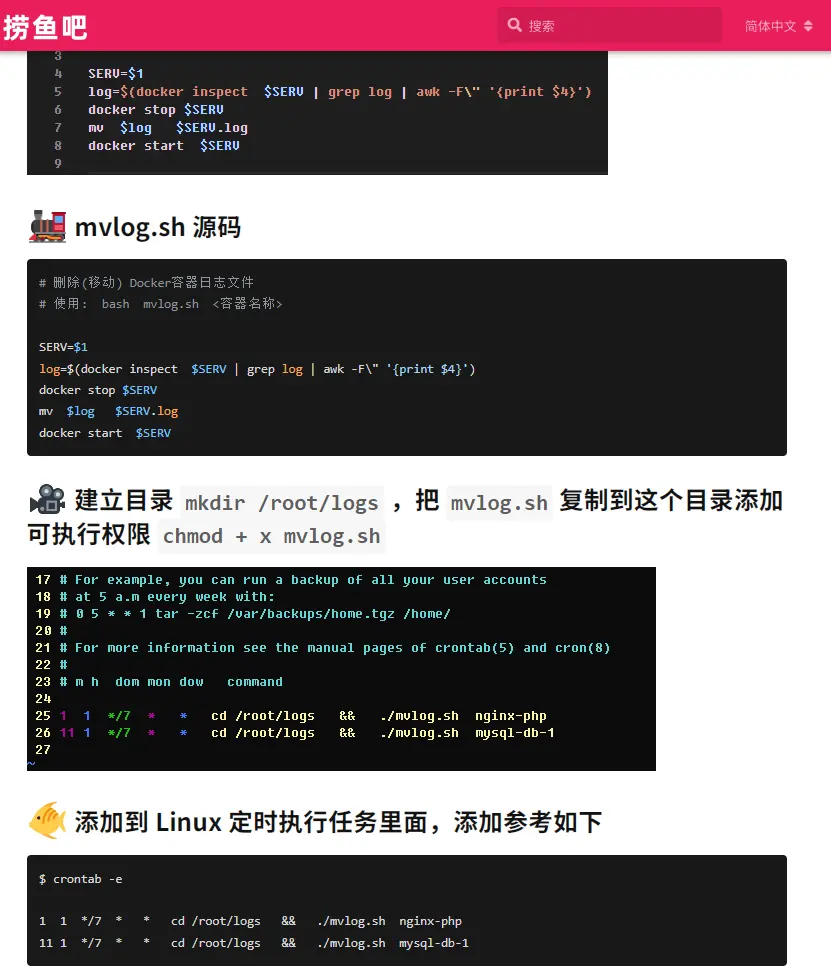 捞鱼吧
搜索
简体中文
3
4 SERV=$1
5 log=$(docker inspect $SERV | grep log | awk -F\" '{print $4}')
6 docker stop $SERV
7 mv $log $SERV.log
8 docker start $SERV
9
mvlog.sh 源码
# 删除(移动) Docker容器日志文件
# 使用: bash mvlog.sh <容器名称>
SERV=$1
log=$(docker inspect $SERV | grep log | awk -F\" '{print $4}')
docker stop $SERV
mv $log $SERV.log
docker start $SERV
建立目录 mkdir /root/logs ，把 mvlog.sh 复制到这个目录添加
可执行权限 chmod + x mvlog.sh
17 # For example, you can run a backup of all your user accounts
18 # at 5 a.m every week with:
19 # 0 5 * * 1 tar -zcf /var/backups/home.tgz /home/
20 #
21 # For more information see the manual pages of crontab(5) and cron(8)
22 #
23 # m h dom mon dow command
24
25 1 1 */7 * * cd /root/logs && ./mvlog.sh nginx-php
26 11 1 */7 * * cd /root/logs && ./mvlog.sh mysql-db-1
27
~
添加到 Linux 定时执行任务里面，添加参考如下
$ crontab -e
1 1 */7 * * cd /root/logs && ./mvlog.sh nginx-php
11 1 */7 * * cd /root/logs && ./mvlog.sh mysql-db-1